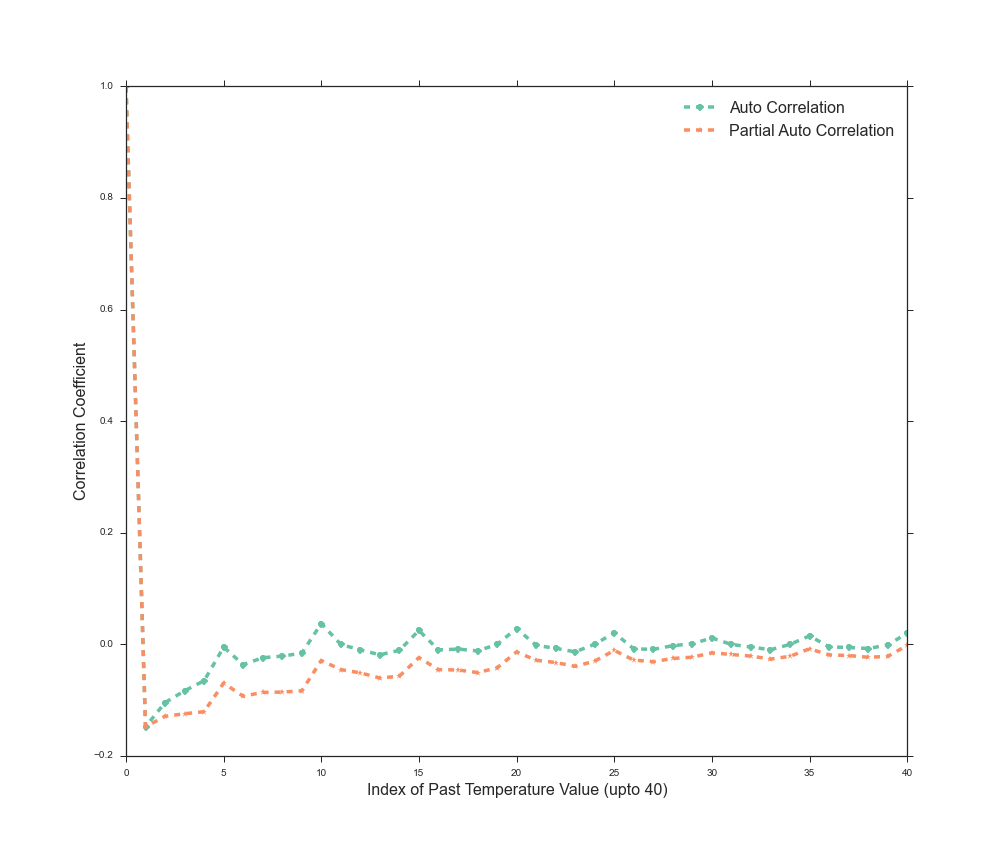 1.0
Auto Correlation
Partial Auto Correlation
0.8
0.6
0.4
0.2
0.0
−0.2
Correlation Coefficient
0 5 10 15 20 25 30 35 40
Index of Past Temperature Value (upto 40)